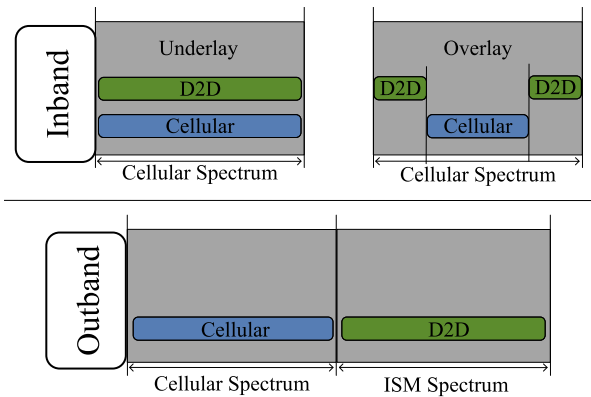 Inband
Underlay
D2D
Cellular
Cellular Spectrum
Overlay
D2D
D2D
Cellular
Cellular Spectrum
Outband
Cellular
D2D
Cellular Spectrum
ISM Spectrum